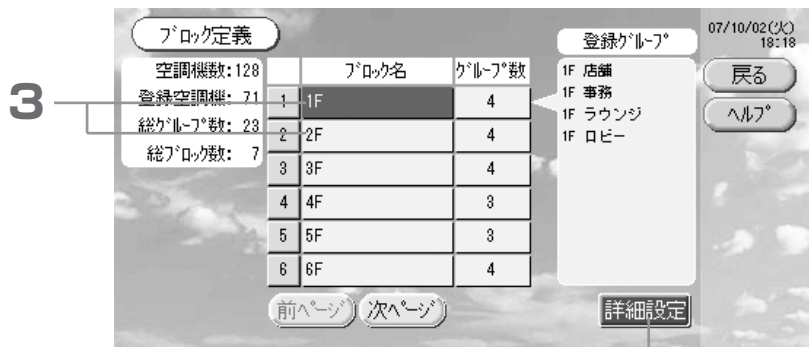 ブロック定義
登録グループ
07/10/02(火)
18:18
空調機数:128
登録空調機: 71
総グループ数: 23
総ブロック数: 7
ブロック名 グループ数
1 1F 4
2 2F 4
3 3F 4
4 4F 3
5 5F 3
6 6F 4
1F 店舗
1F 事務
1F ラウンジ
1F ロビー
戻る
ヘルプ
前ページ 次ページ
詳細設定
3